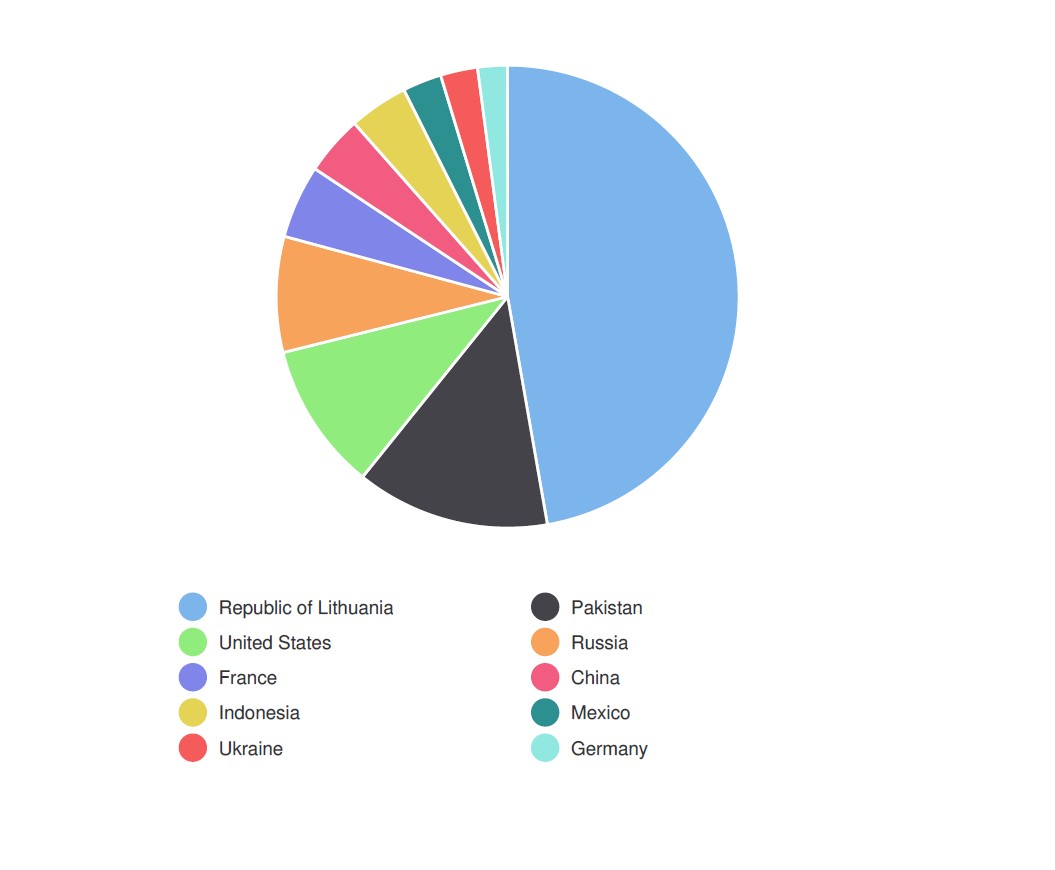 Republic of Lithuania
Pakistan
United States
Russia
France
China
Indonesia
Mexico
Ukraine
Germany